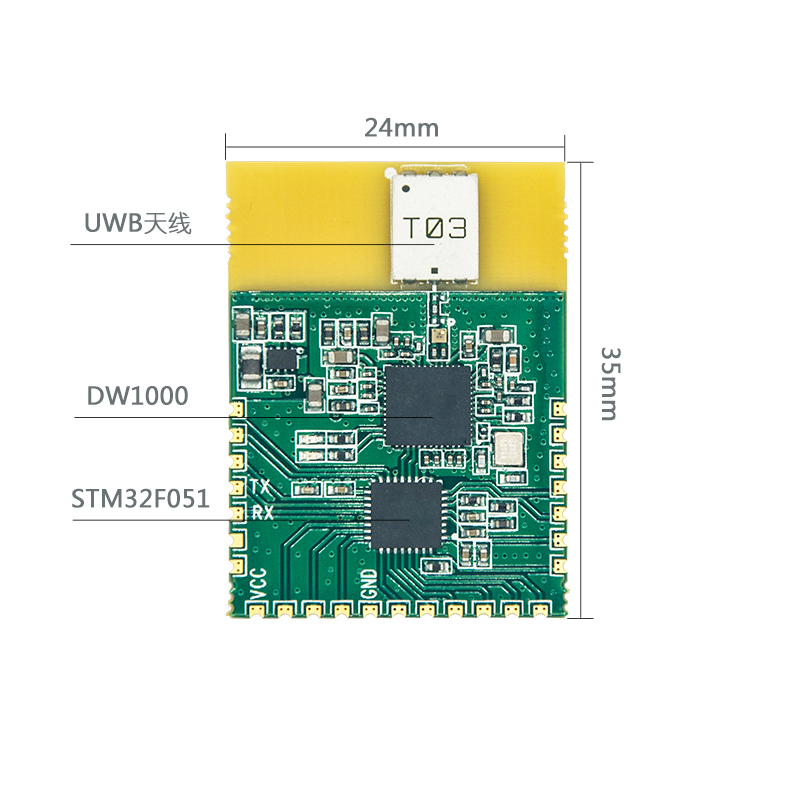 24mm
UWB天线
T03
35mm
DW1000
TX
STM32F051
RX
VCC
GND